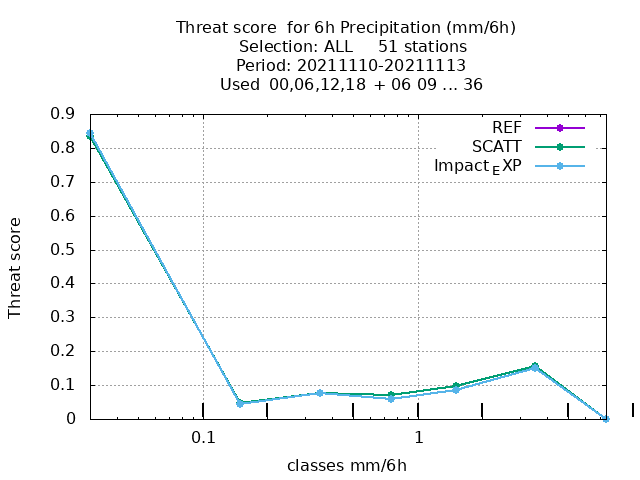 Threat score  for 6h Precipitation (mm/6h)
Selection: ALL     51 stations
Period: 20211110-20211113
Used  00,06,12,18  + 06 09 ... 36
REF
SCATT
Impact_EXP
0.9
0.8
0.7
0.6
0.5
0.4
0.3
0.2
0.1
0
Threat score
0.1
1
classes mm/6h